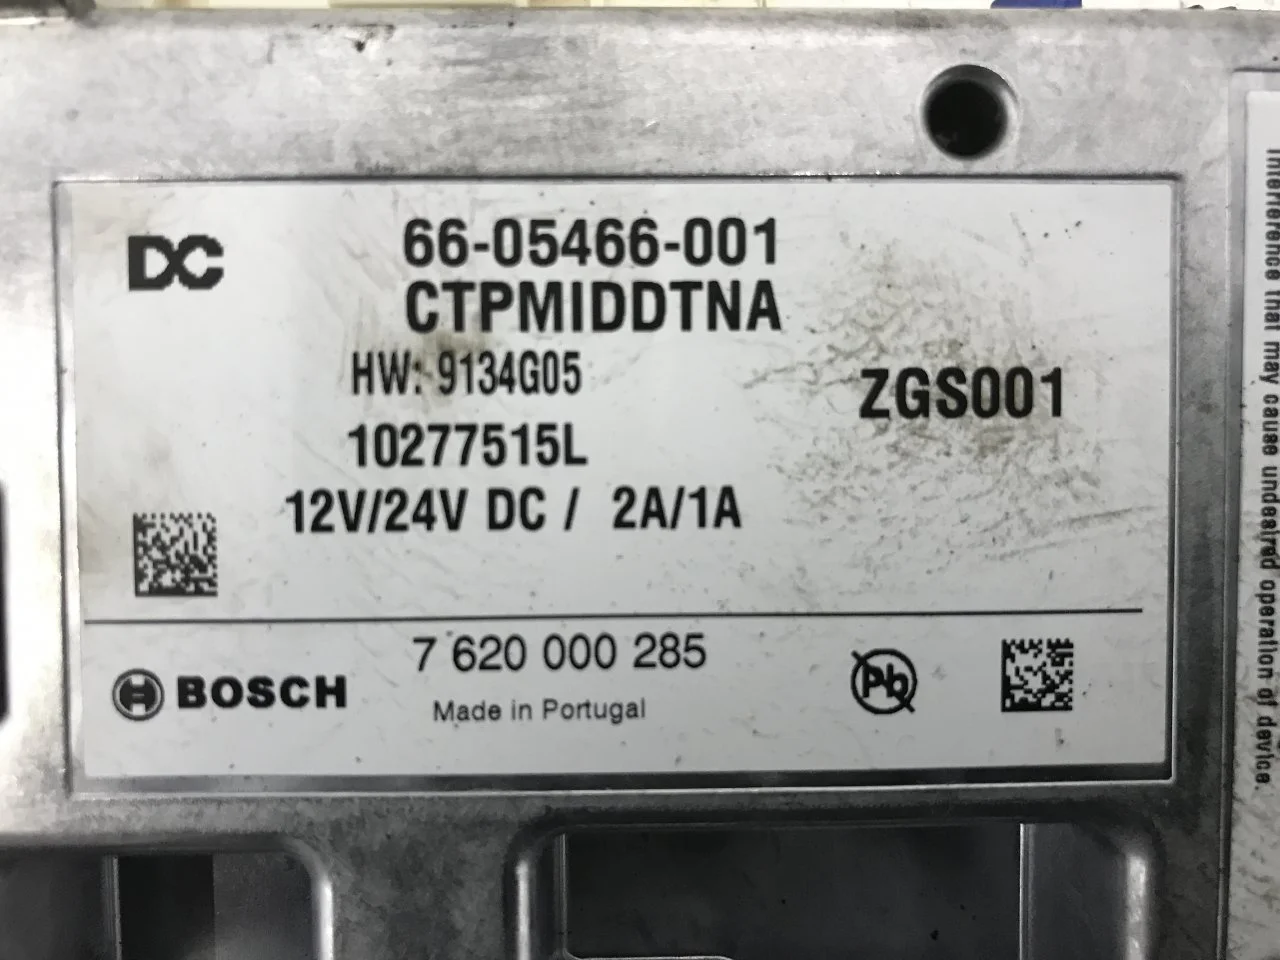 DC
66-05466-001
CTPMIDDTNA
HW: 9134G05
ZGS001
10277515L
12V/24V DC / 2A/1A
BOSCH
7 620 000 285
Made in Portugal
Pb
interference that may cause undesired operation of device.